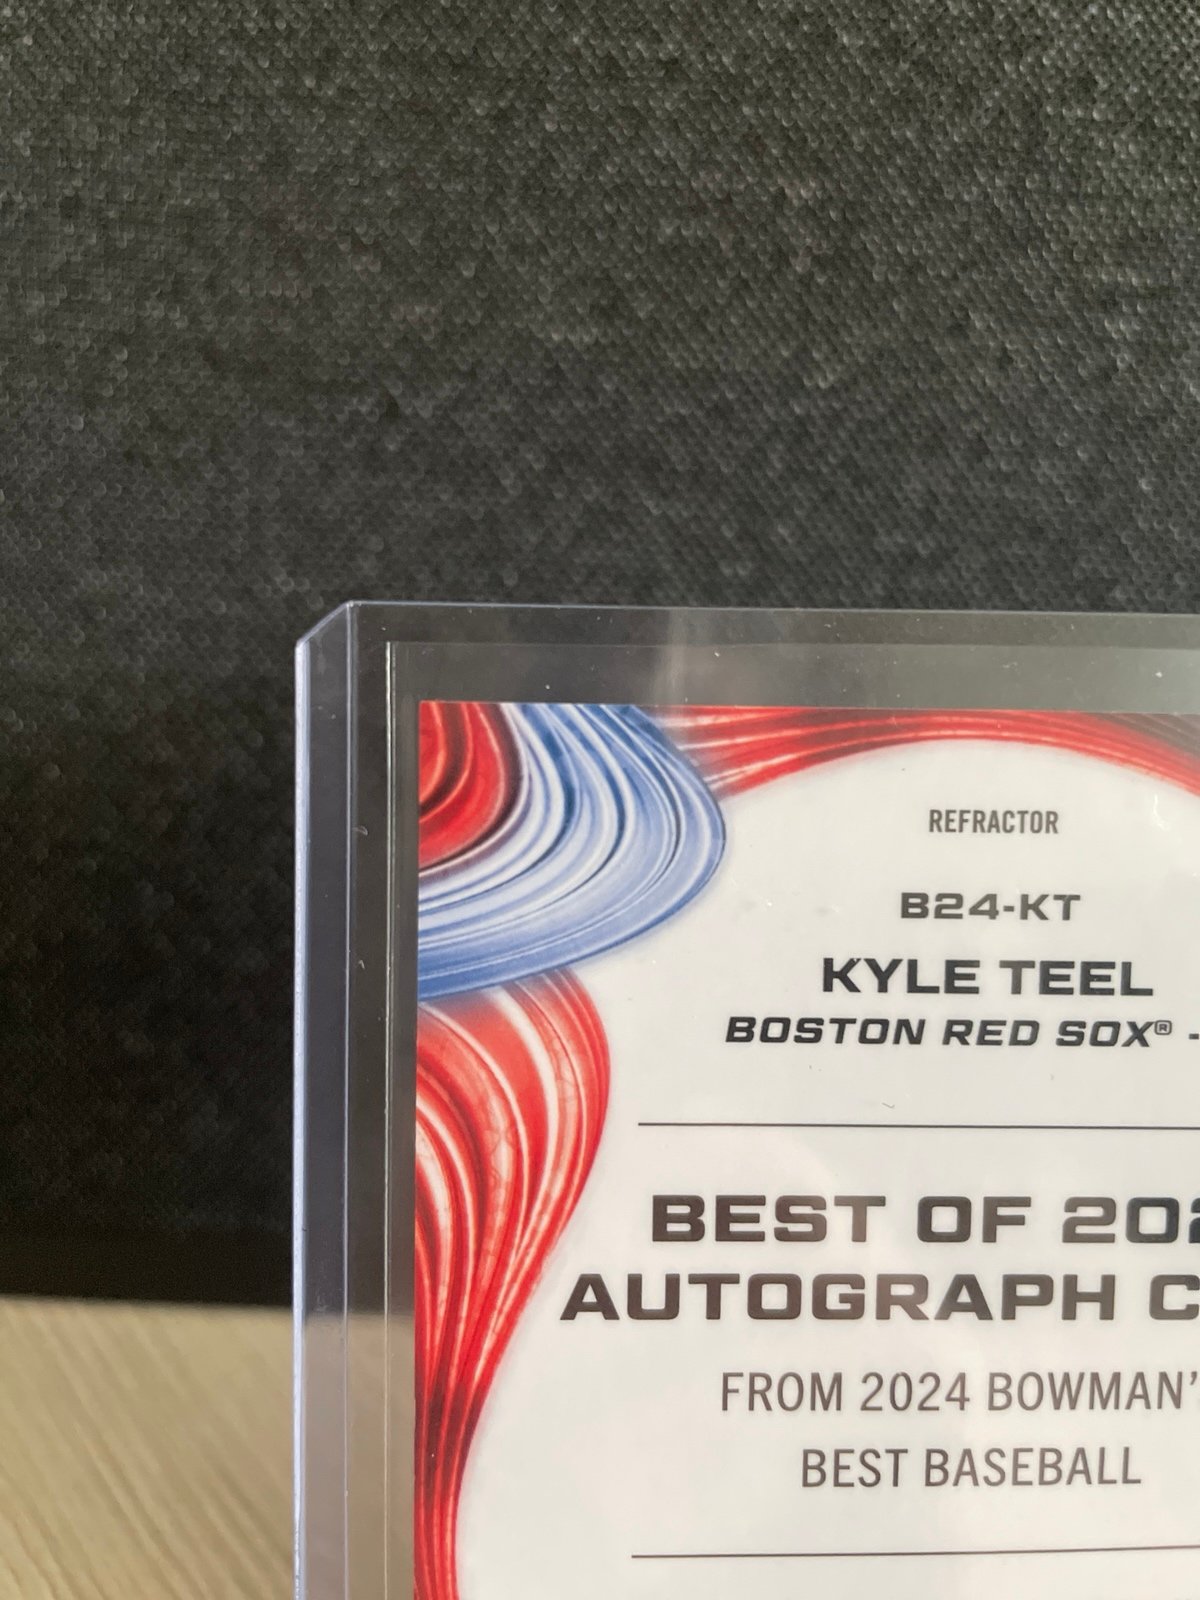 REFRACTOR
B24-KT
KYLE TEEL
BOSTON RED SOX® -
BEST OF 202
AUTOGRAPH C
FROM 2024 BOWMAN'
BEST BASEBALL